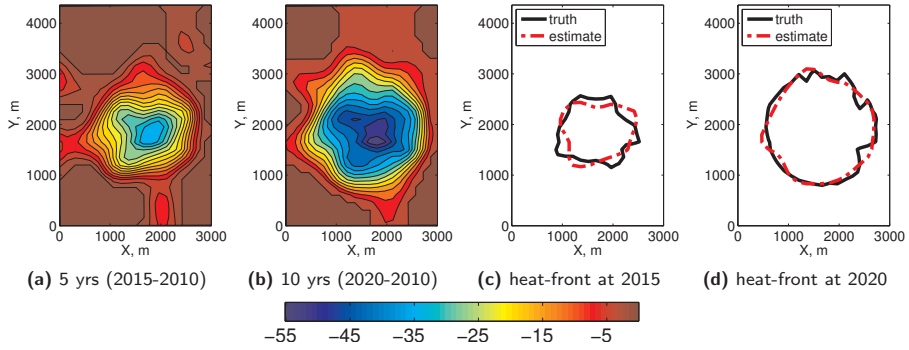 4000
3000
2000
1000
0
Y, m
0 1000 2000 3000
X, m
(a) 5 yrs (2015-2010)
4000
3000
2000
1000
0
Y, m
0 1000 2000 3000
X, m
(b) 10 yrs (2020-2010)
truth
estimate
4000
3000
2000
1000
0
Y, m
0 1000 2000 3000
X, m
(c) heat-front at 2015
truth
estimate
4000
3000
2000
1000
0
Y, m
0 1000 2000 3000
X, m
(d) heat-front at 2020
−55 −45 −35 −25 −15 −5